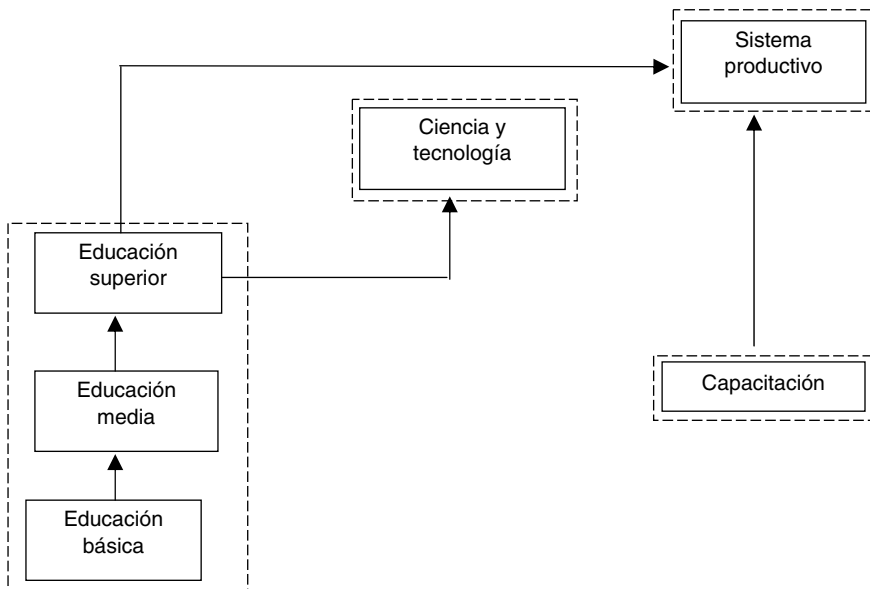 Sistema
productivo
Ciencia y
tecnología
Educación
superior
Educación
media
Capacitación
Educación
básica